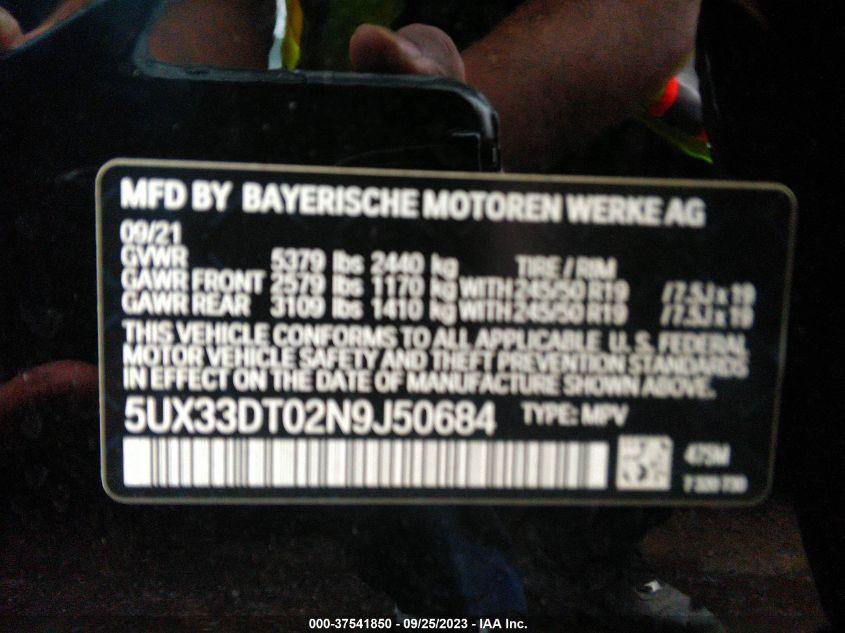 MFD BY BAYERISCHE MOTOREN WERKE AG
09/21
GVWR 5379 lbs 2440 kg TIRE / RIM
GAWR FRONT 2579 lbs 1170 kg WITH 245/50 R19 / 7.5J x 19
GAWR REAR 3109 lbs 1410 kg WITH 245/50 R19 / 7.5J x 19
THIS VEHICLE CONFORMS TO ALL APPLICABLE U.S. FEDERAL
MOTOR VEHICLE SAFETY AND THEFT PREVENTION STANDARDS
IN EFFECT ON THE DATE OF MANUFACTURE SHOWN ABOVE.
5UX33DT02N9J50684 TYPE: MPV
475M
000-37541850 - 09/25/2023 - IAA Inc.